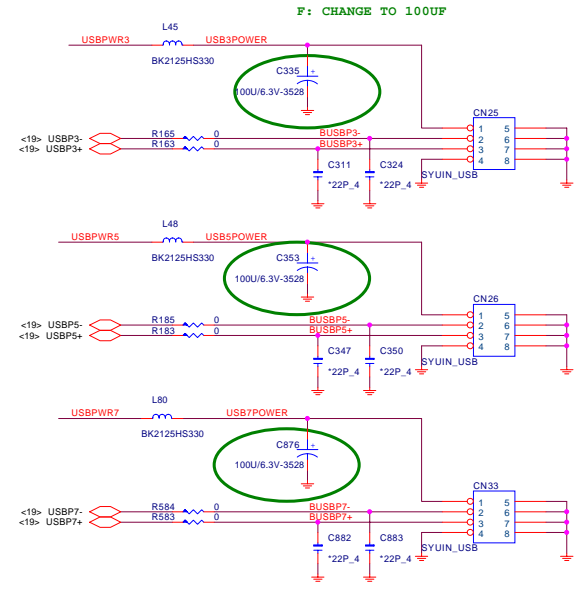 F: CHANGE TO 100UF
L45
USBPWR3 USB3POWER
BK2125HS330
C335 +
100U/6.3V-3528
CN25
1 5
2 6
3 7
4 8
SYUIN_USB
<19> USBP3- R165 0 BUSBP3-
<19> USBP3+ R163 0 BUSBP3+
C311 C324
*22P_4 *22P_4
L48
USBPWR5 USB5POWER
BK2125HS330
C353 +
100U/6.3V-3528
CN26
1 5
2 6
3 7
4 8
SYUIN_USB
<19> USBP5- R185 0 BUSBP5-
<19> USBP5+ R183 0 BUSBP5+
C347 C350
*22P_4 *22P_4
L80
USBPWR7 USB7POWER
BK2125HS330
C876 +
100U/6.3V-3528
CN33
1 5
2 6
3 7
4 8
SYUIN_USB
<19> USBP7- R584 0 BUSBP7-
<19> USBP7+ R583 0 BUSBP7+
C882 C883
*22P_4 *22P_4